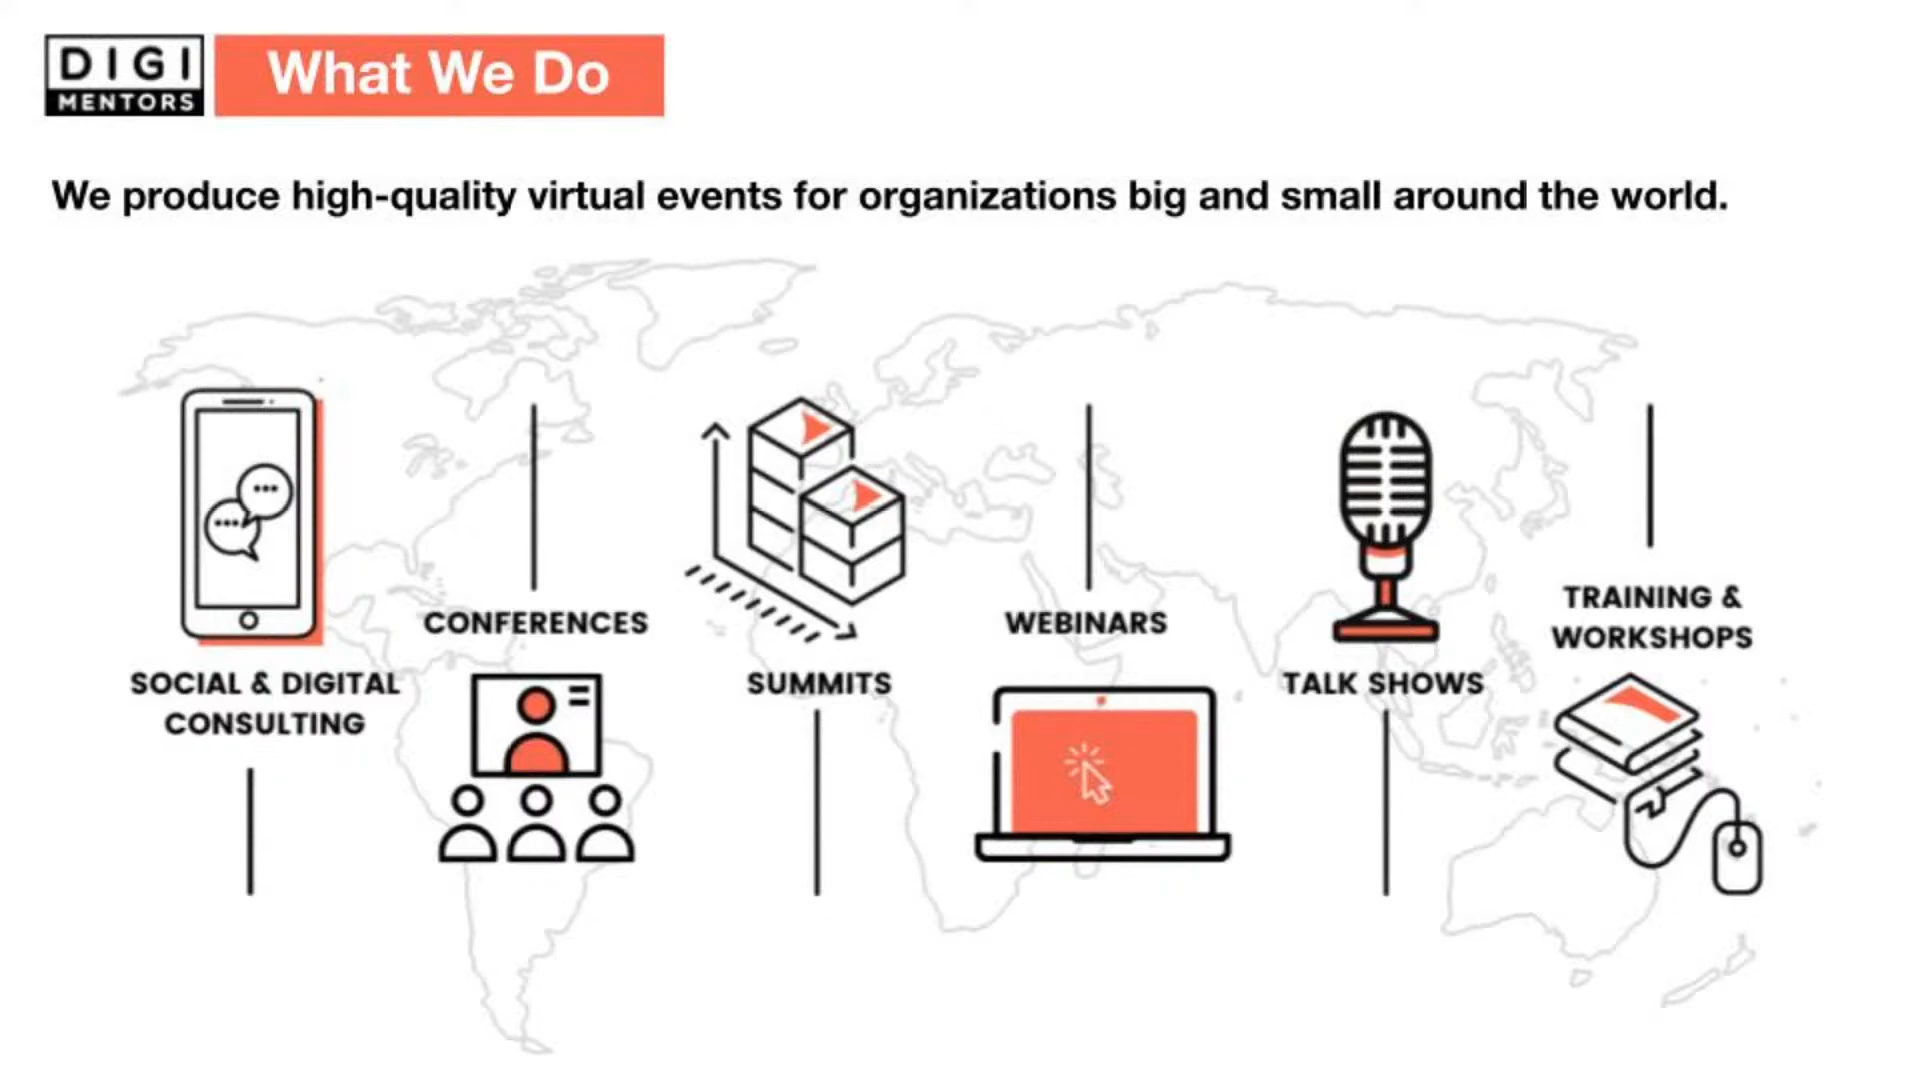 DIGI
MENTORS
What We Do
We produce high-quality virtual events for organizations big and small around the world.
SOCIAL & DIGITAL
CONSULTING
CONFERENCES
SUMMITS
WEBINARS
TALK SHOWS
TRAINING &
WORKSHOPS